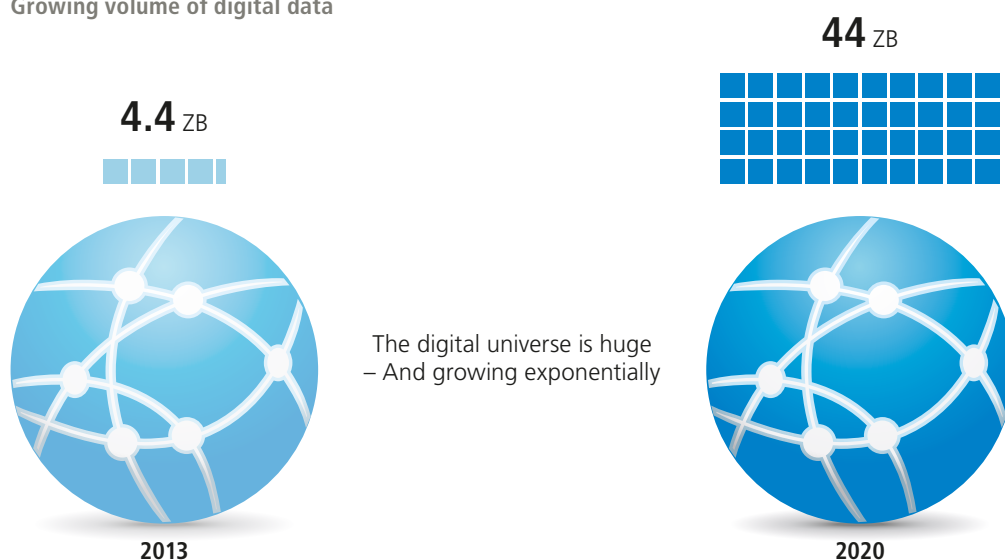 Growing volume of digital data
44 ZB
4.4 ZB
The digital universe is huge
– And growing exponentially
2013
2020